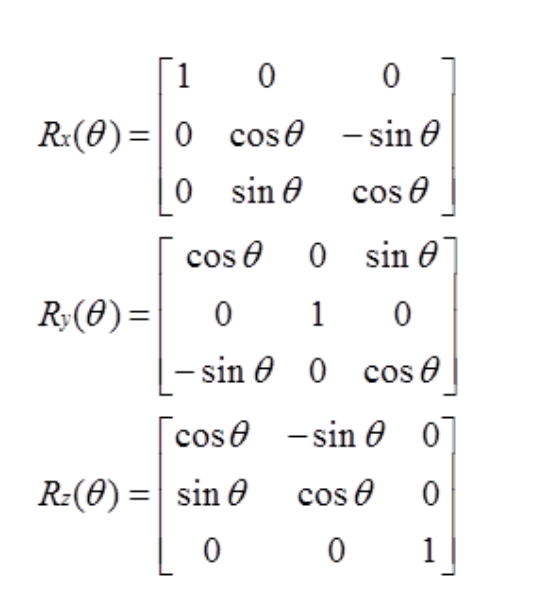 Rx(θ) = [1 0 0
0 cosθ −sinθ
0 sinθ cosθ]
Ry(θ) = [cosθ 0 sinθ
0 1 0
−sinθ 0 cosθ]
Rz(θ) = [cosθ −sinθ 0
sinθ cosθ 0
0 0 1]